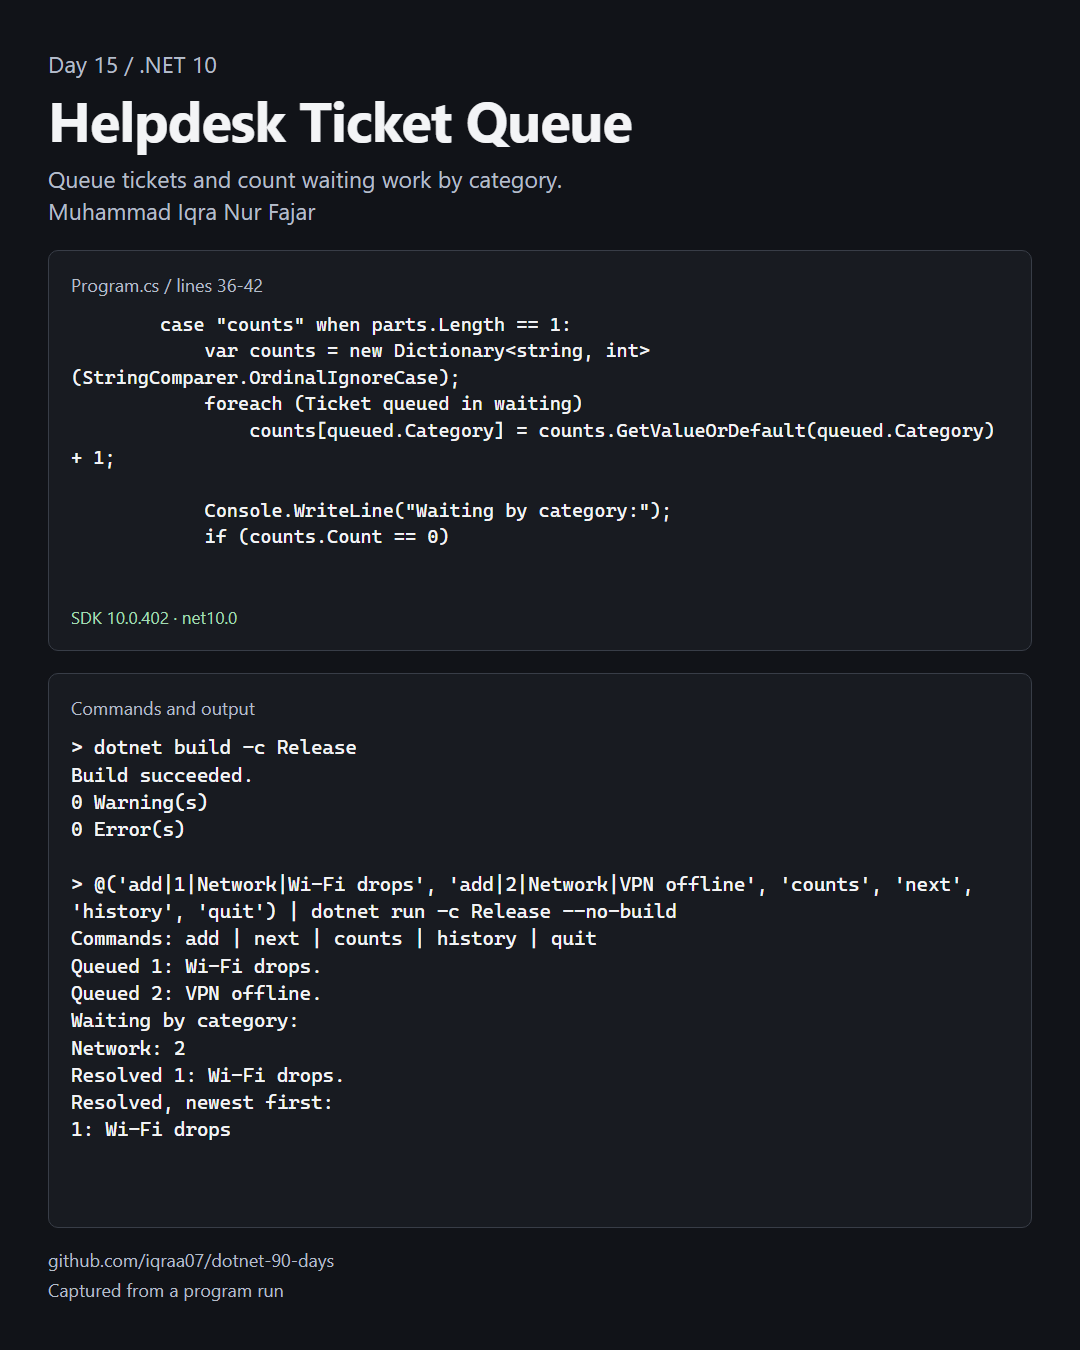 Day 15 / .NET 10
Helpdesk Ticket Queue
Queue tickets and count waiting work by category.
Muhammad Iqra Nur Fajar
Program.cs / lines 36-42
        case "counts" when parts.Length == 1:
            var counts = new Dictionary<string, int>
(StringComparer.OrdinalIgnoreCase);
            foreach (Ticket queued in waiting)
                counts[queued.Category] = counts.GetValueOrDefault(queued.Category)
+ 1;

            Console.WriteLine("Waiting by category:");
            if (counts.Count == 0)
SDK 10.0.402 · net10.0
Commands and output
> dotnet build -c Release
Build succeeded.
0 Warning(s)
0 Error(s)

> @('add|1|Network|Wi-Fi drops', 'add|2|Network|VPN offline', 'counts', 'next',
'history', 'quit') | dotnet run -c Release --no-build
Commands: add | next | counts | history | quit
Queued 1: Wi-Fi drops.
Queued 2: VPN offline.
Waiting by category:
Network: 2
Resolved 1: Wi-Fi drops.
Resolved, newest first:
1: Wi-Fi drops
github.com/iqraa07/dotnet-90-days
Captured from a program run